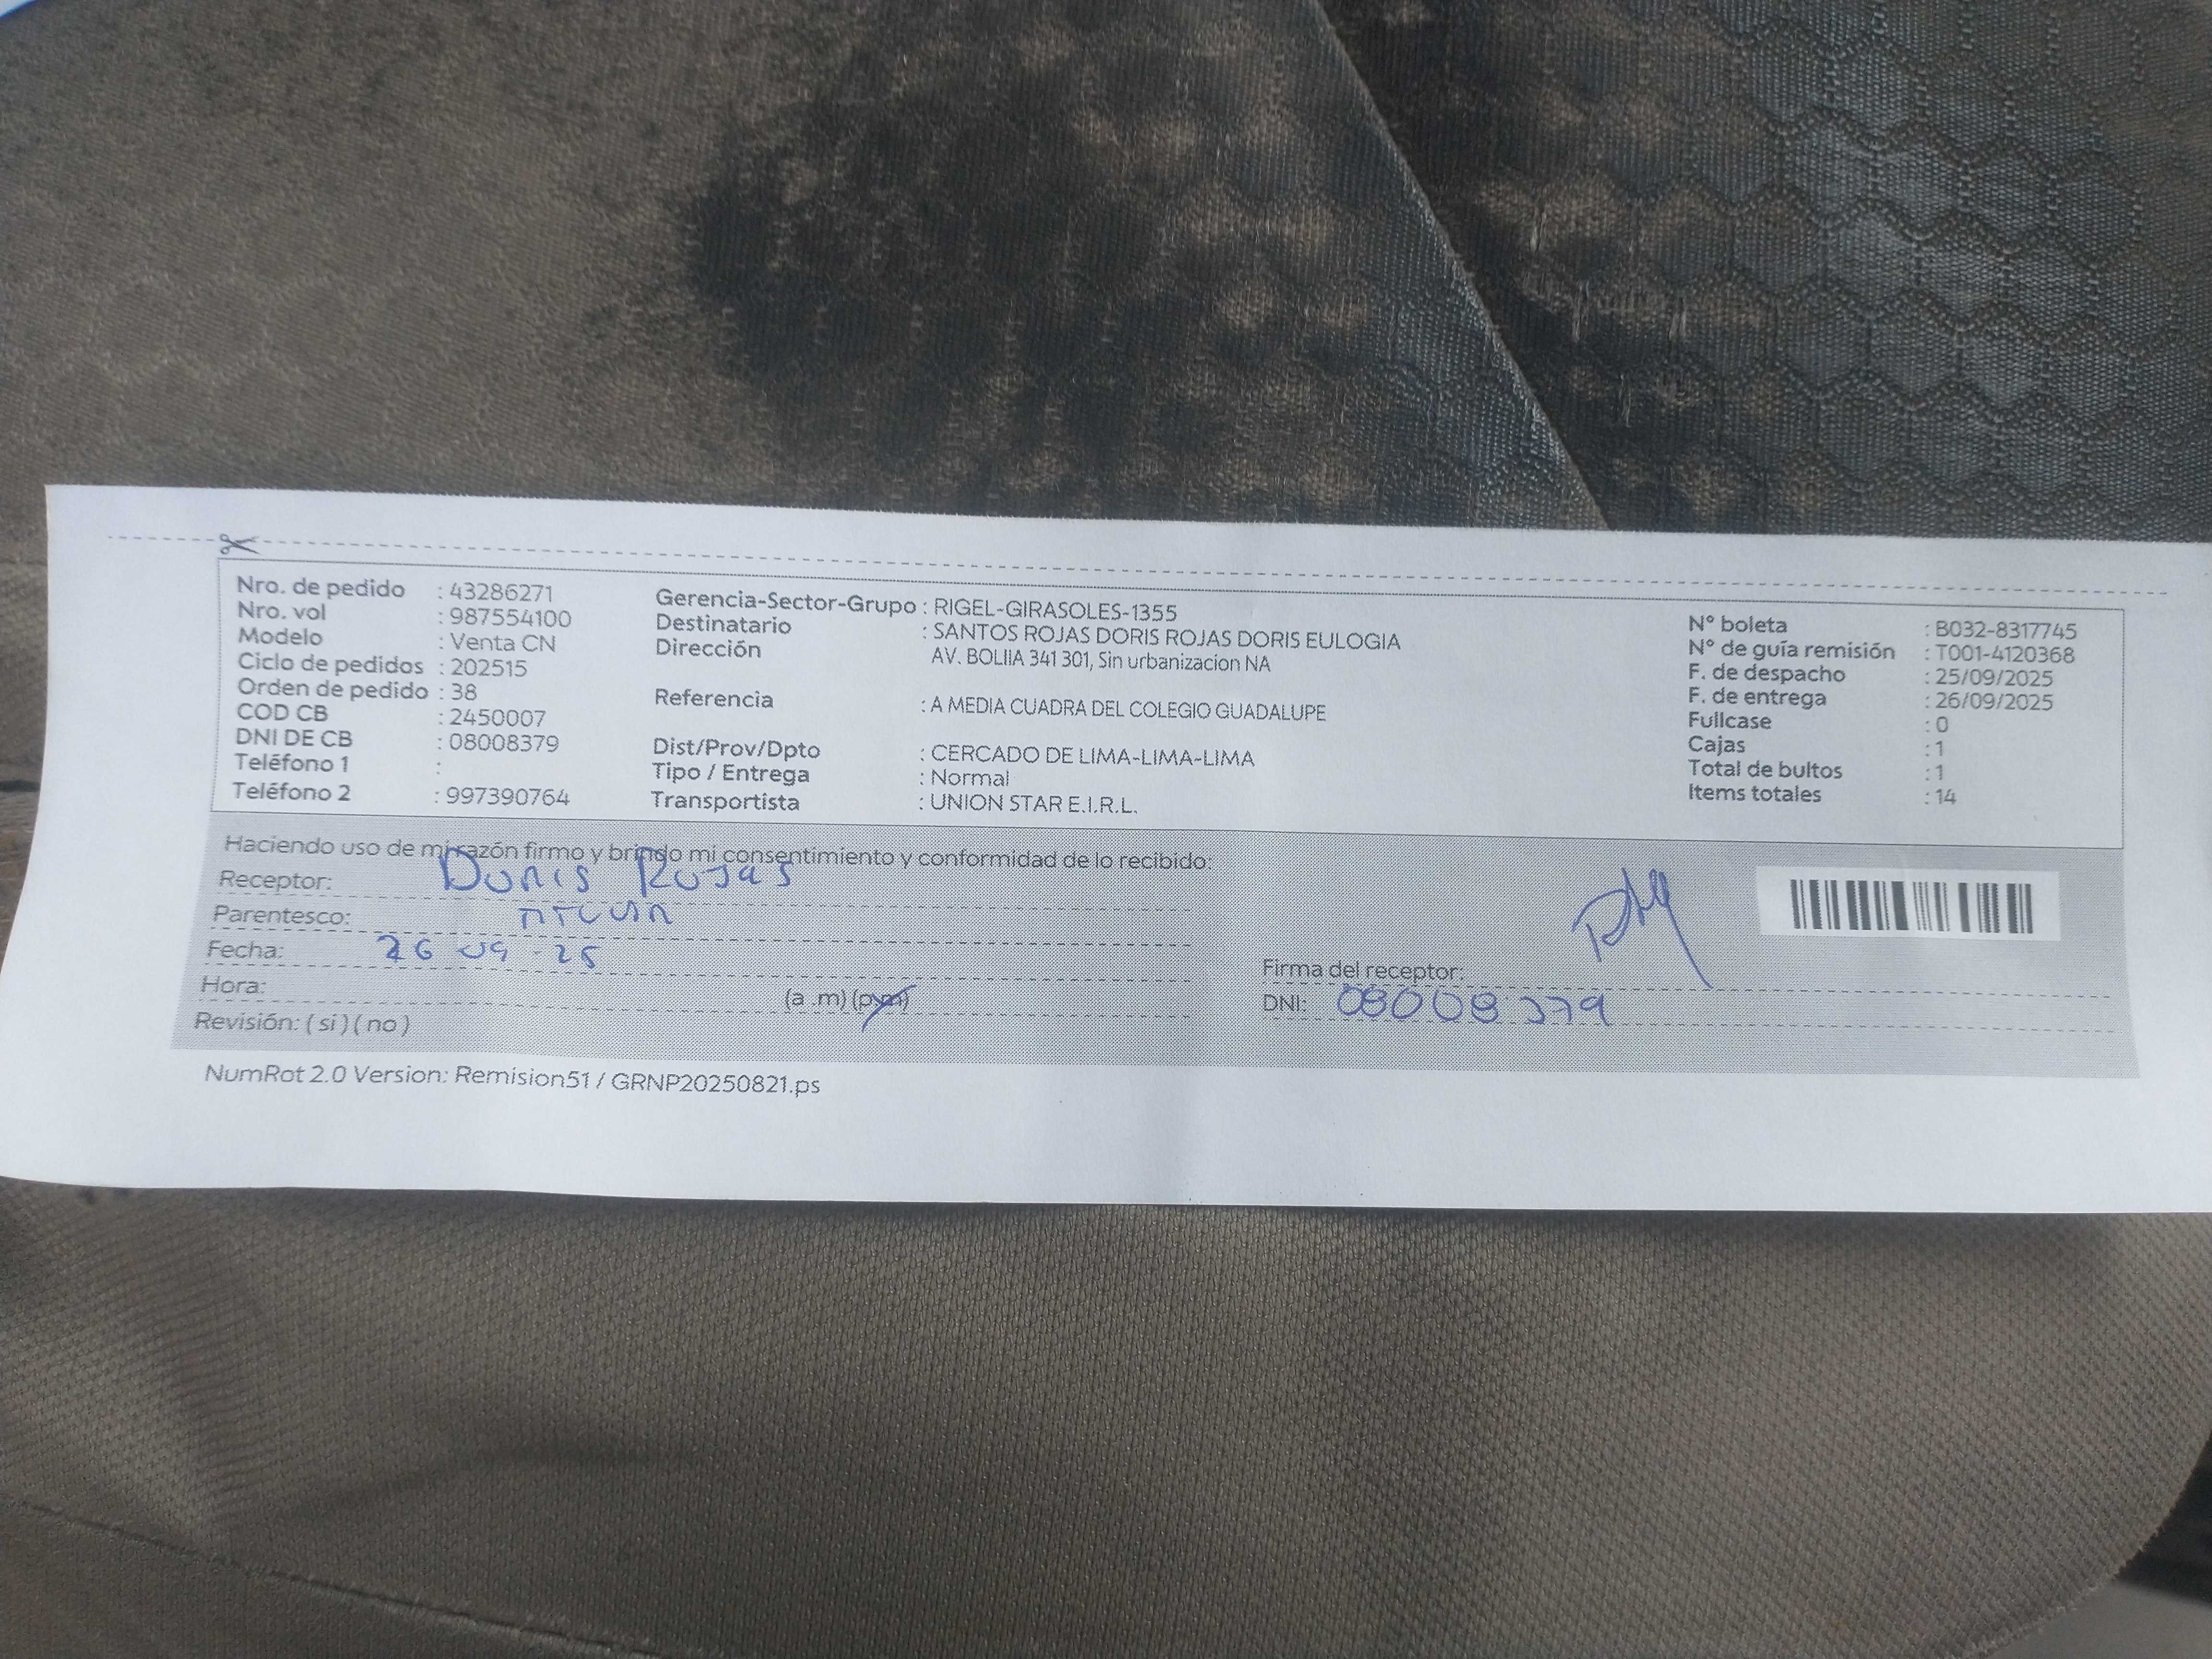 Nro. de pedido : 43286271
Nro. vol : 987554100
Modelo : Venta CN
Ciclo de pedidos : 202515
Orden de pedido : 38
COD CB : 2450007
DNI DE CB : 08008379
Teléfono 1 :
Teléfono 2 : 997390764
Gerencia-Sector-Grupo : RIGEL-GIRASOLES-1355
Destinatario : SANTOS ROJAS DORIS ROJAS DORIS EULOGIA
Dirección AV. BOLIIA 341 301, Sin urbanizacion NA
Referencia : A MEDIA CUADRA DEL COLEGIO GUADALUPE
Dist/Prov/Dpto : CERCADO DE LIMA-LIMA-LIMA
Tipo / Entrega : Normal
Transportista : UNION STAR E.I.R.L.
N° boleta : B032-8317745
N° de guía remisión : T001-4120368
F. de despacho : 25/09/2025
F. de entrega : 26/09/2025
Fullcase : 0
Cajas : 1
Total de bultos : 1
Items totales : 14
Haciendo uso de mi razón firmo y brindo mi consentimiento y conformidad de lo recibido:
Receptor: Doris Rojas
Parentesco:
Fecha: 26 09 25
Hora: (a .m) (p.m)
Revisión: ( si ) ( no )
Firma del receptor:
DNI: 08008379
NumRot 2.0 Version: Remision51 / GRNP20250821.ps